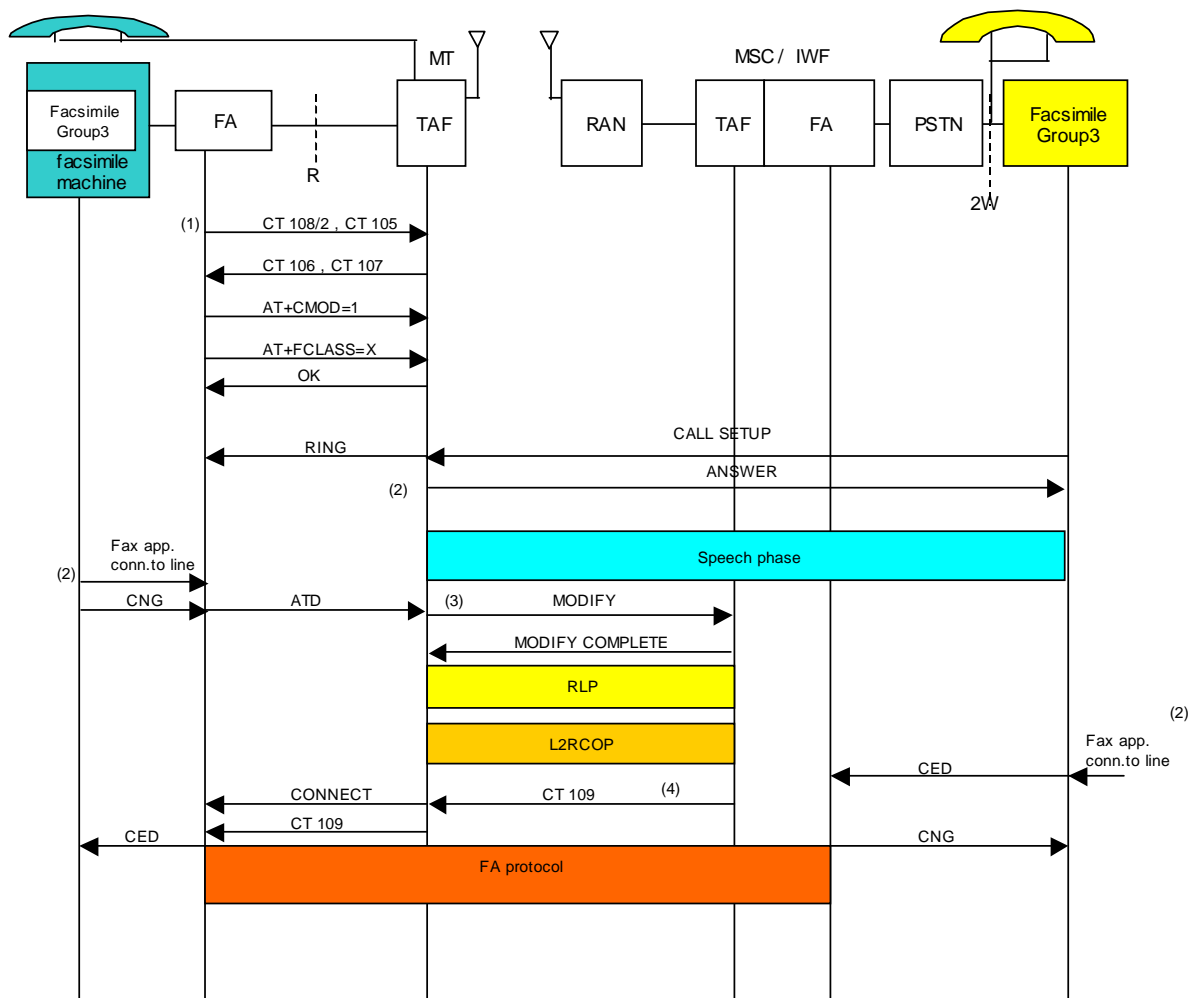 MT
MSC / IWF
Facsimile
Group3
facsimile
machine
FA
R
TAF
RAN
TAF
FA
PSTN
2W
Facsimile
Group3
(1)
CT 108/2 , CT 105
CT 106 , CT 107
AT+CMOD=1
AT+FCLASS=X
OK
CALL SETUP
RING
ANSWER
(2)
Speech phase
Fax app.
conn.to line
(2)
CNG
ATD
(3)
MODIFY
MODIFY COMPLETE
RLP
(2)
L2RCOP
Fax app.
conn.to line
CED
CONNECT
CT 109
(4)
CT 109
CED
CNG
FA protocol